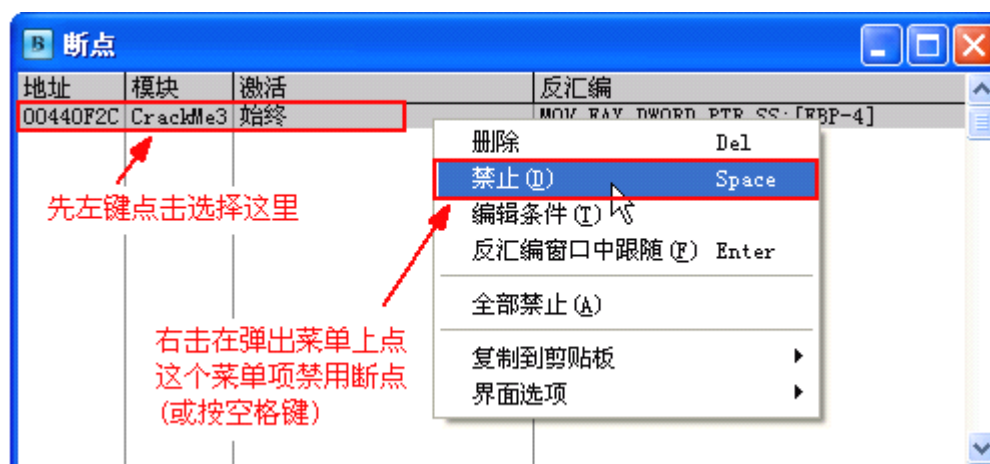 B 断点
地址 模块 激活 反汇编
00440F2C CrackMe3 始终 MOV EAX,DWORD PTR SS:[EBP-4]
删除 Del
禁止(D) Space
先左键点击选择这里
编辑条件(T)
反汇编窗口中跟随(F) Enter
全部禁止(A)
右击在弹出菜单上点
这个菜单项禁用断点
(或按空格键)
复制到剪贴板
界面选项